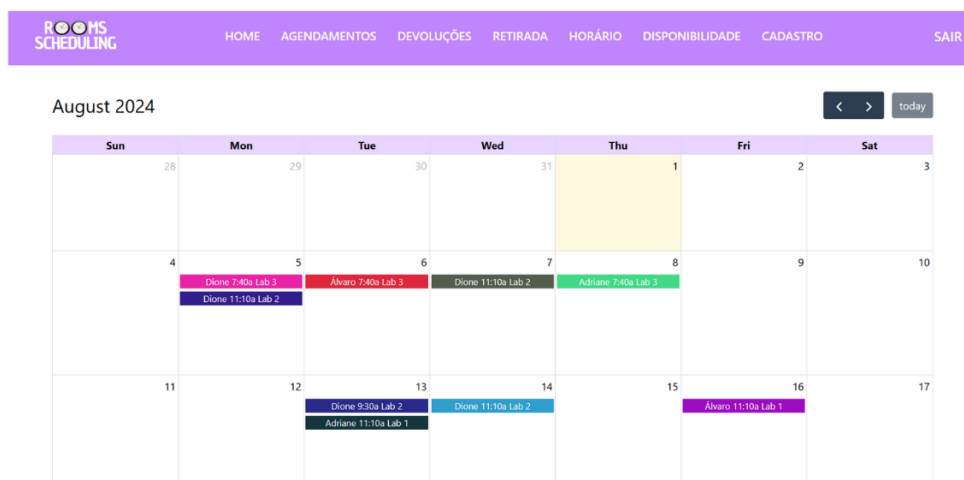 ROOMS
SCHEDULING
HOME AGENDAMENTOS DEVOLUÇÕES RETIRADA HORÁRIO DISPONIBILIDADE CADASTRO SAIR
August 2024
today
Sun Mon Tue Wed Thu Fri Sat
28 29 30 31 1 2 3
4 5 6 7 8 9 10
Dione 7:40a Lab 3 Álvaro 7:40a Lab 3 Dione 11:10a Lab 2 Adriane 7:40a Lab 3
Dione 11:10a Lab 2
11 12 13 14 15 16 17
Dione 9:30a Lab 2 Dione 11:10a Lab 2 Álvaro 11:10a Lab 1
Adriane 11:10a Lab 1